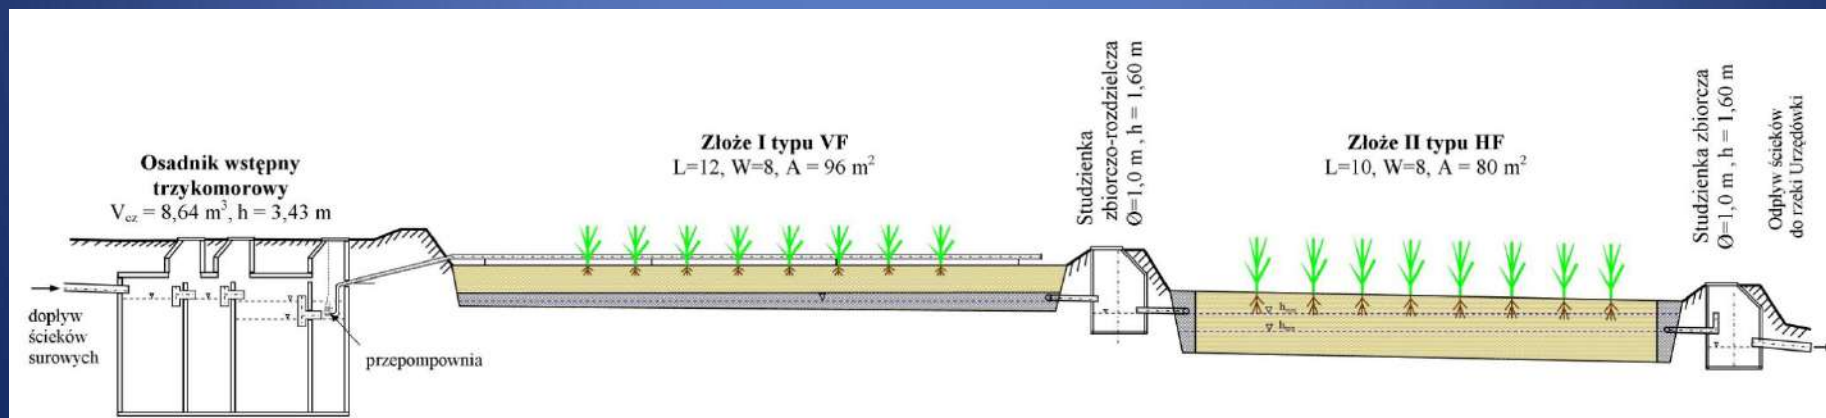 Osadnik wstępny
trzykomorowy
Vcz = 8,64 m³, h = 3,43 m
dopływ
ścieków
surowych
przepompownia
Złoże I typu VF
L=12, W=8, A = 96 m²
Studzienka
zbiorczo-rozdzielcza
Ø=1,0 m , h = 1,60 m
Złoże II typu HF
L=10, W=8, A = 80 m²
Studzienka zbiorcza
Ø=1,0 m , h = 1,60 m
Odpływ ścieków
do rzeki Urzędówki